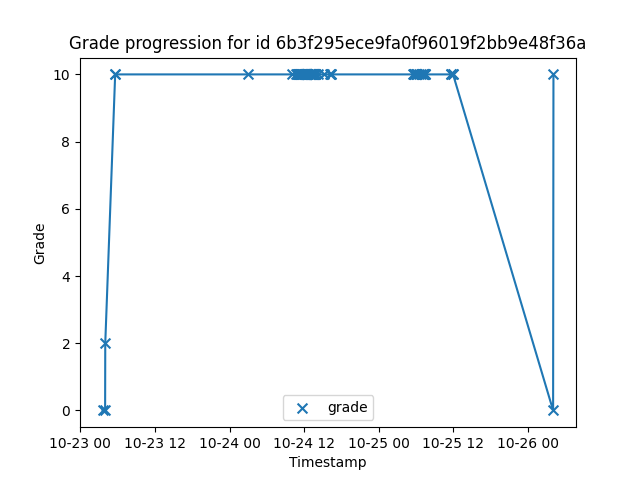 Grade progression for id 6b3f295ece9fa0f96019f2bb9e48f36a
10
8
6
4
2
0
Grade
grade
10-23 00 10-23 12 10-24 00 10-24 12 10-25 00 10-25 12 10-26 00
Timestamp